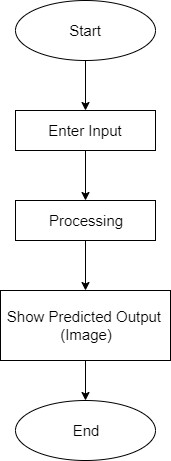 Start
Enter Input
Processing
Show Predicted Output
(Image)
End